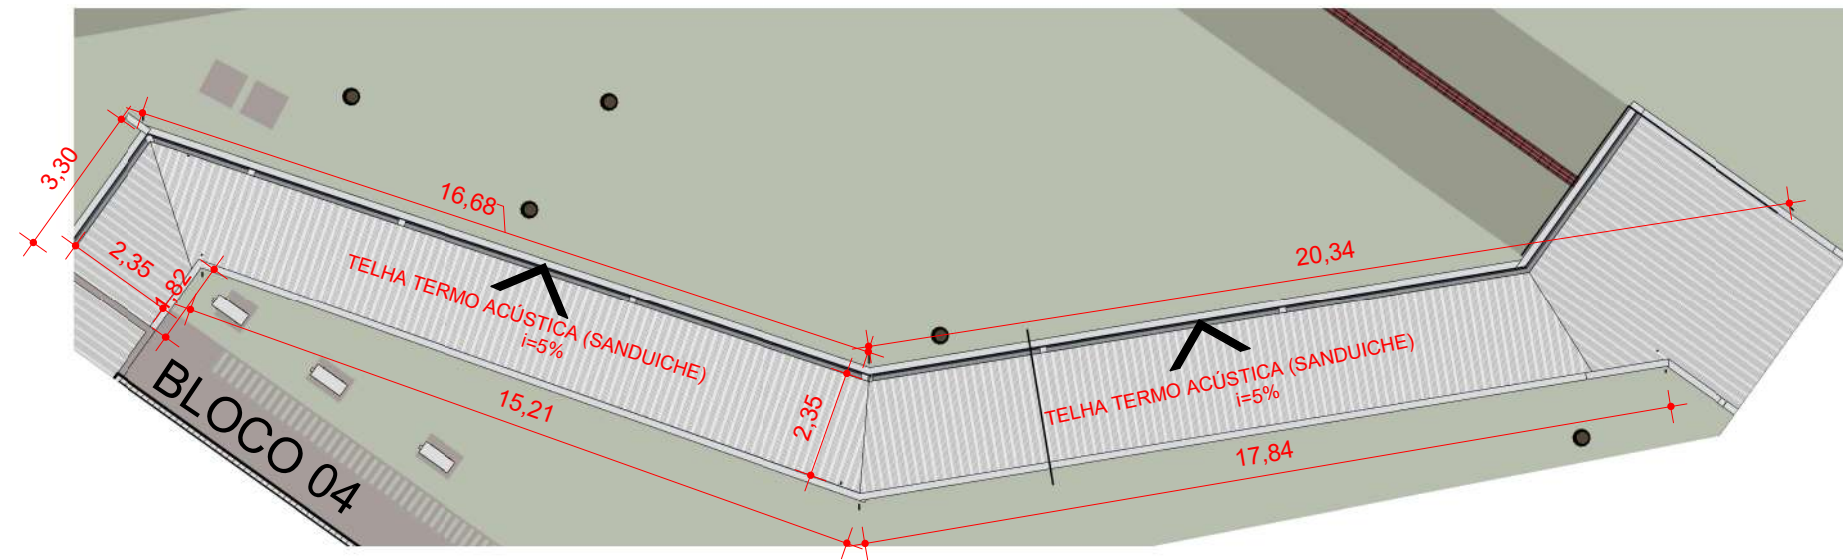 3,30
16,68
20,34
2,35
1,82
TELHA TERMO ACÚSTICA (SANDUICHE)
i=5%
TELHA TERMO ACÚSTICA (SANDUICHE)
i=5%
2,35
15,21
17,84
BLOCO 04